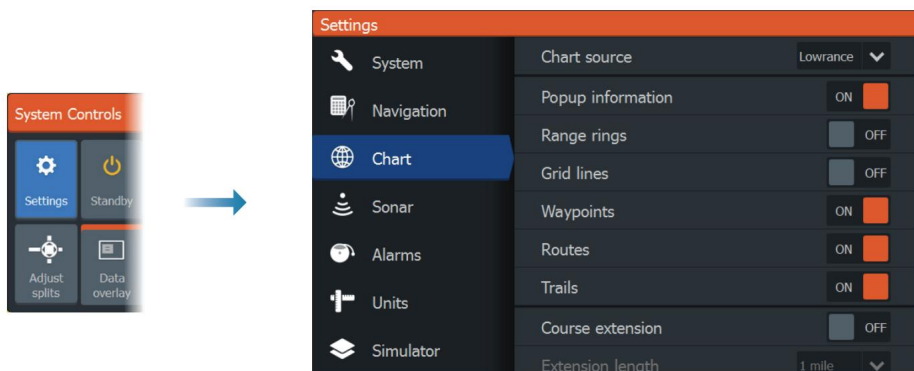 System Controls
Settings
Standby
Adjust
splits
Data
overlay
Settings
System
Navigation
Chart
Sonar
Alarms
Units
Simulator
Chart source Lowrance
Popup information ON
Range rings OFF
Grid lines OFF
Waypoints ON
Routes ON
Trails ON
Course extension OFF
Extension length 1 mile